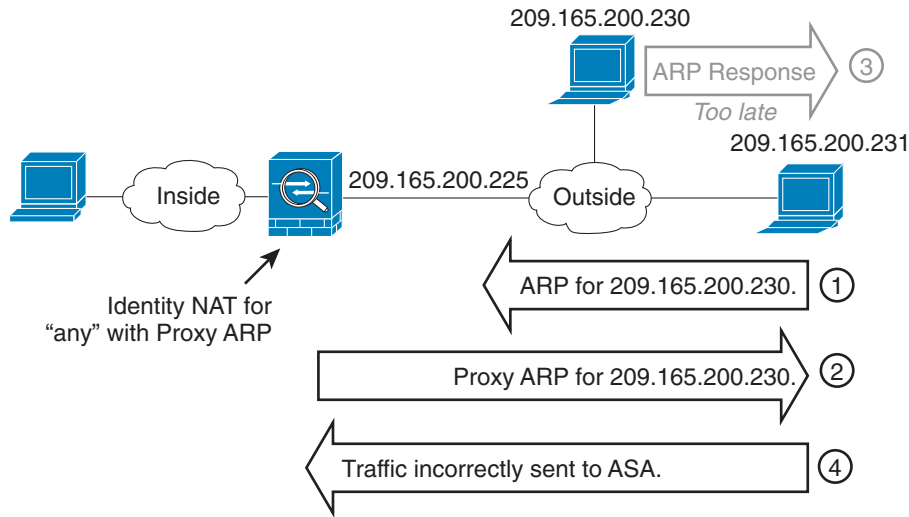 209.165.200.230
ARP Response
3
Too late
209.165.200.231
209.165.200.225
Inside
Outside
Identity NAT for
“any” with Proxy ARP
ARP for 209.165.200.230.
1
Proxy ARP for 209.165.200.230.
2
Traffic incorrectly sent to ASA.
4